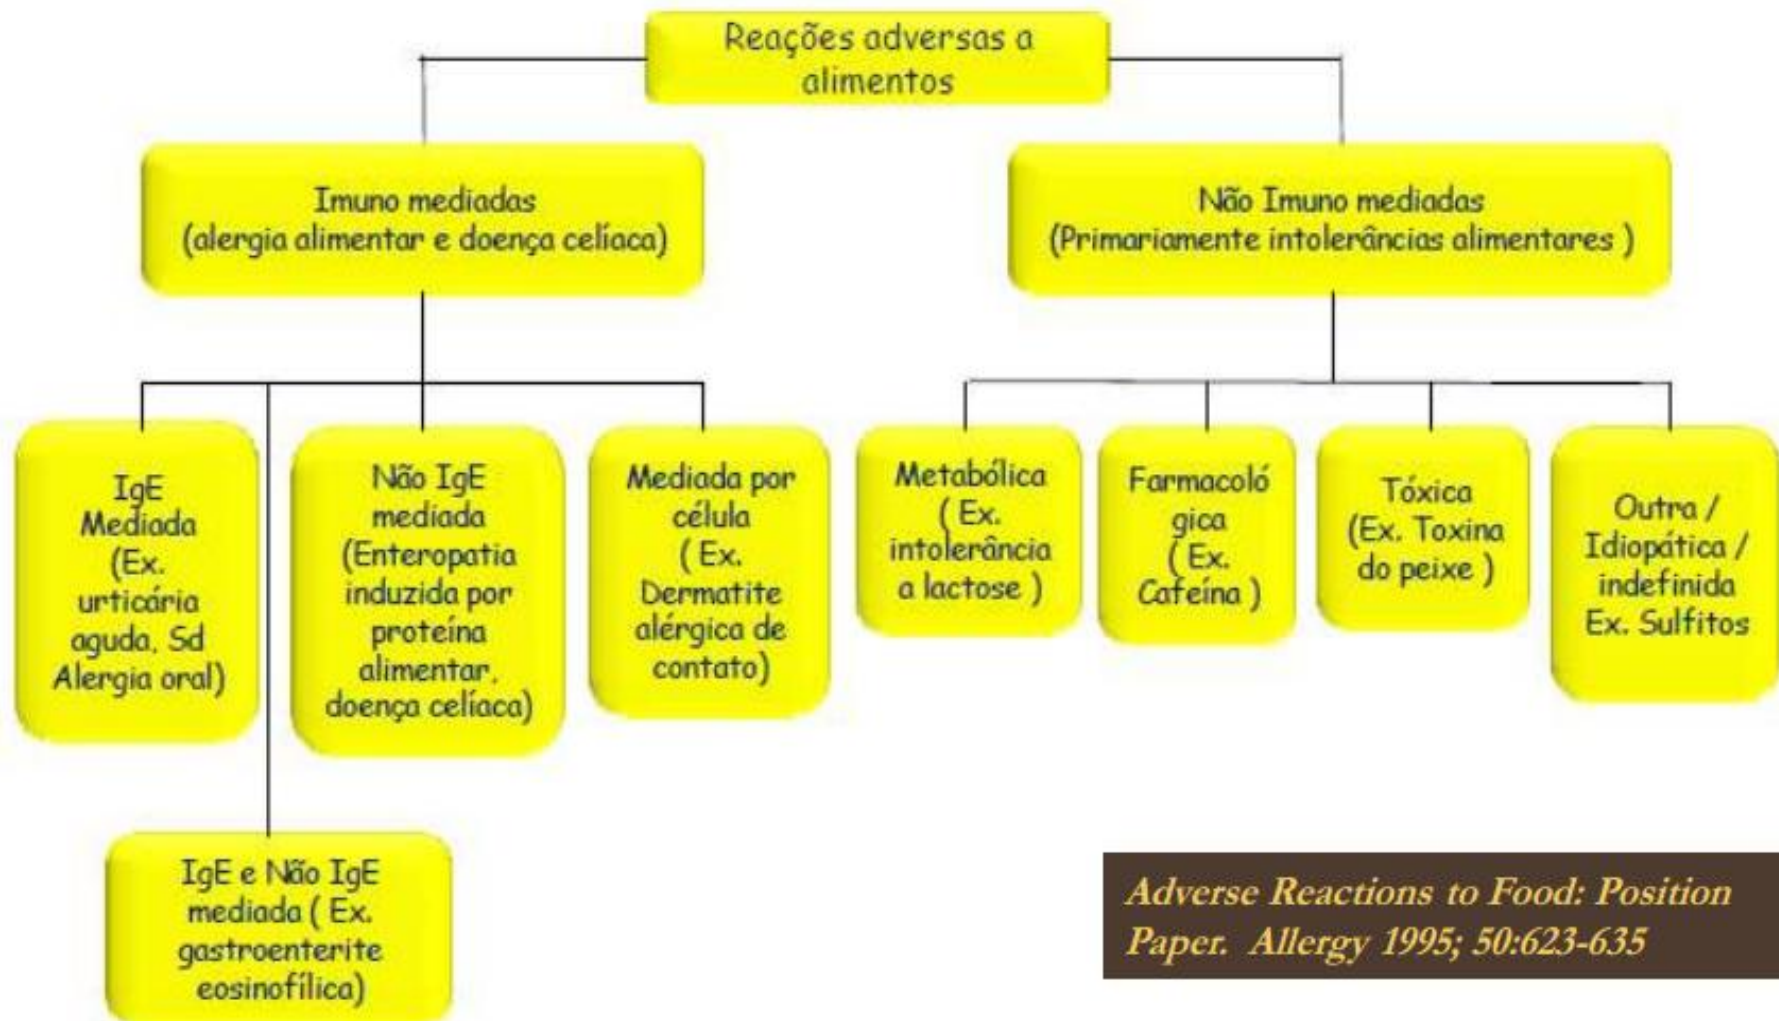 Reações adversas a
alimentos
Imuno mediadas
(alergia alimentar e doença celíaca)
Não Imuno mediadas
(Primariamente intolerâncias alimentares )
IgE
Mediada
(Ex.
urticária
aguda, Sd
Alergia oral)
Não IgE
mediada
(Enteropatia
induzida por
proteína
alimentar,
doença celíaca)
Mediada por
célula
( Ex.
Dermatite
alérgica de
contato)
Metabólica
( Ex.
intolerância
a lactose )
Farmacoló
gica
( Ex.
Cafeína )
Tóxica
(Ex. Toxina
do peixe )
Outra /
Idiopática /
indefinida
Ex. Sulfitos
IgE e Não IgE
mediada ( Ex.
gastroenterite
eosinofílica)
Adverse Reactions to Food: Position
Paper. Allergy 1995; 50:623-635